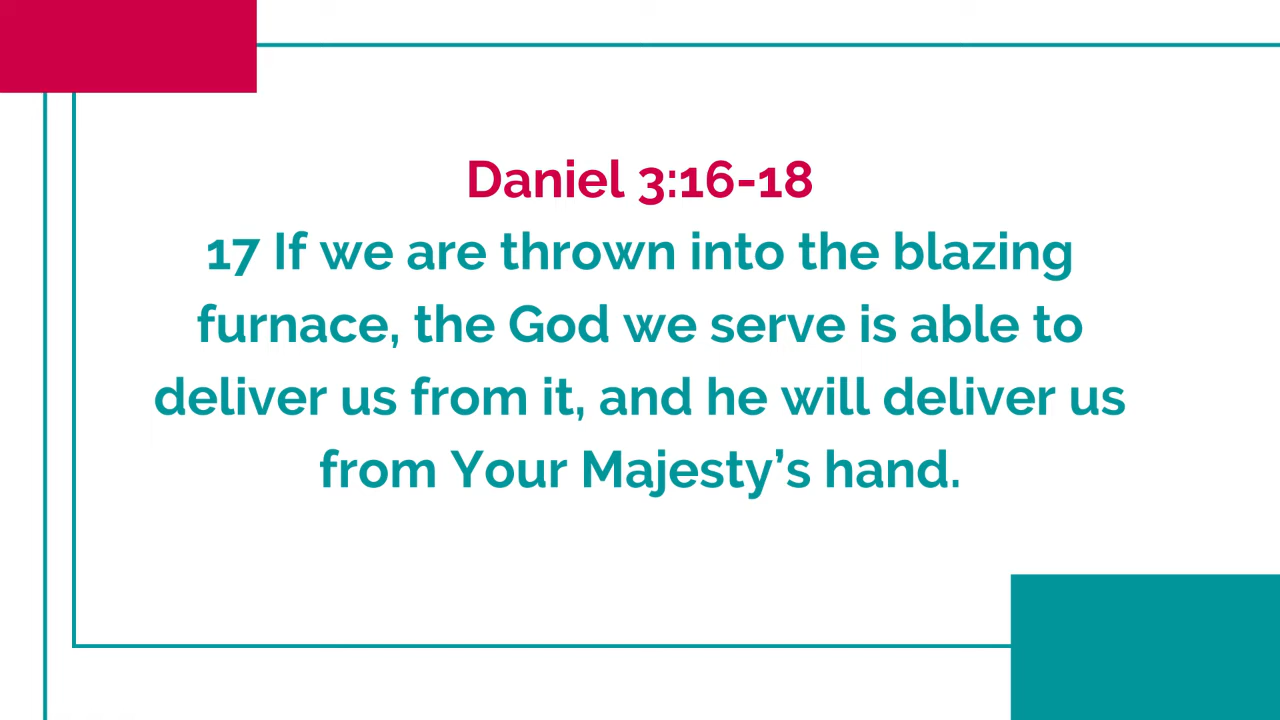 Daniel 3:16-18
17 If we are thrown into the blazing
furnace, the God we serve is able to
deliver us from it, and he will deliver us
from Your Majesty’s hand.